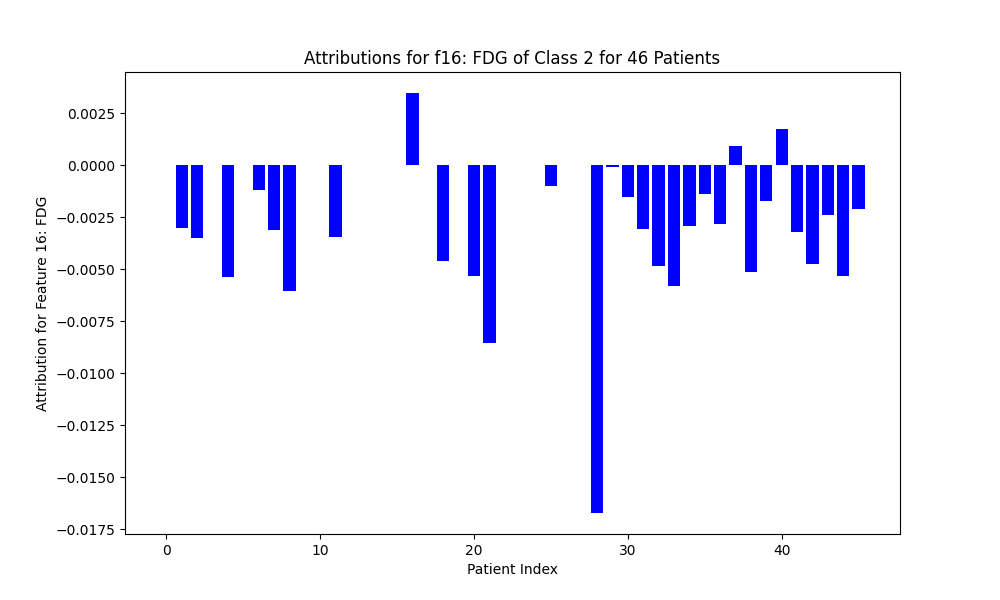 Attributions for f16: FDG of Class 2 for 46 Patients
Attribution for Feature 16: FDG
0.0025
0.0000
−0.0025
−0.0050
−0.0075
−0.0100
−0.0125
−0.0150
−0.0175
0 10 20 30 40
Patient Index